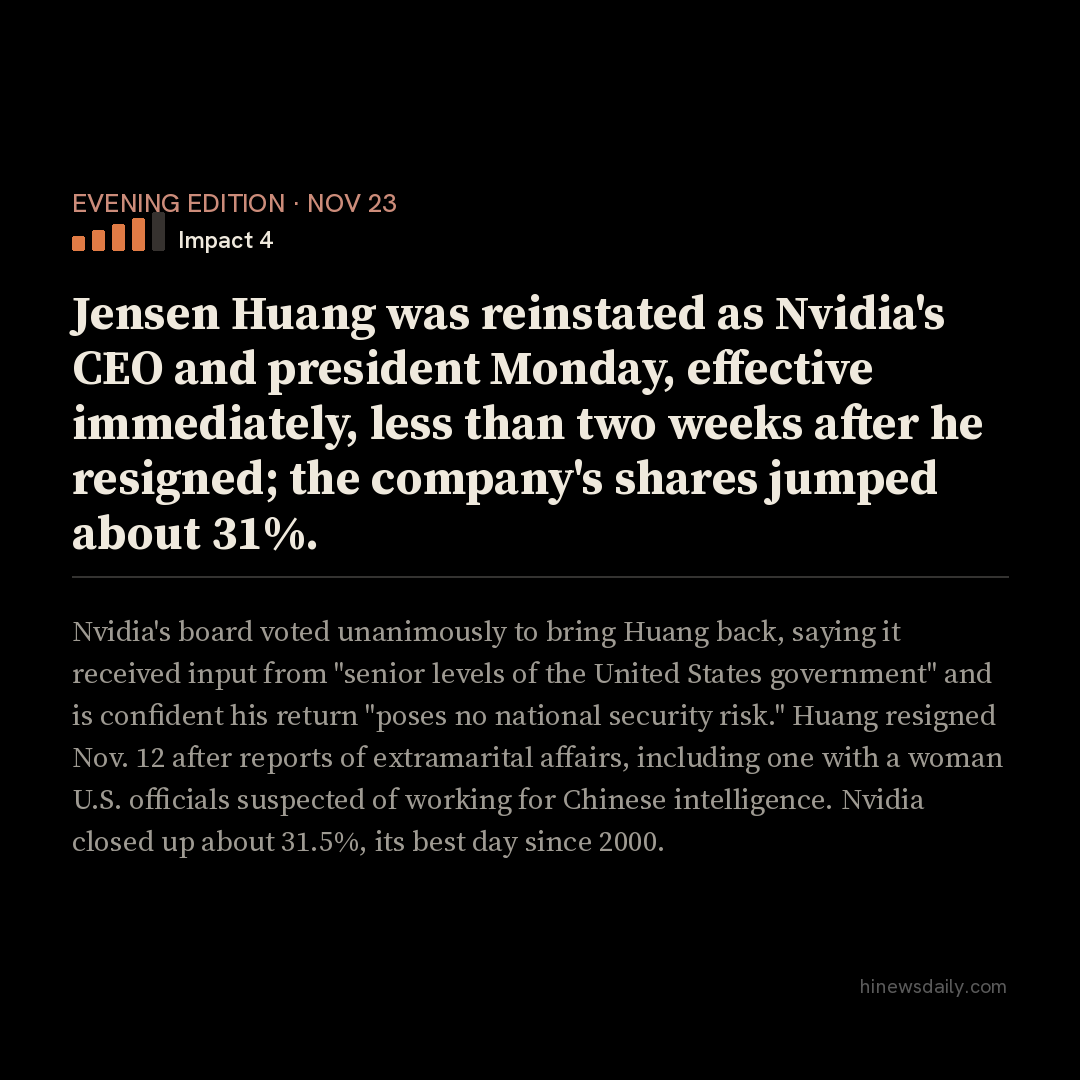 EVENING EDITION · NOV 23
Impact 4
Jensen Huang was reinstated as Nvidia's
CEO and president Monday, effective
immediately, less than two weeks after he
resigned; the company's shares jumped
about 31%.
Nvidia's board voted unanimously to bring Huang back, saying it
received input from "senior levels of the United States government" and
is confident his return "poses no national security risk." Huang resigned
Nov. 12 after reports of extramarital affairs, including one with a woman
U.S. officials suspected of working for Chinese intelligence. Nvidia
closed up about 31.5%, its best day since 2000.
hinewsdaily.com